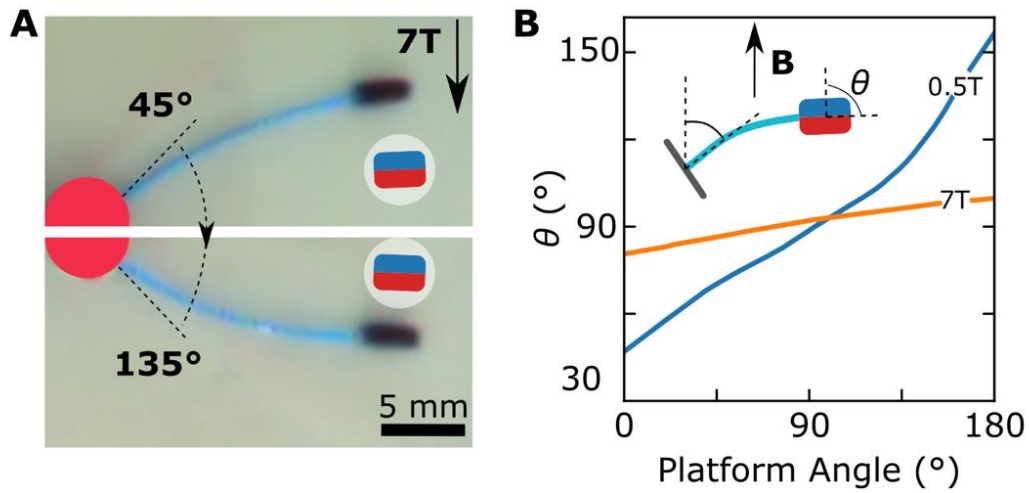 A
7T
45°
135°
5 mm
B
150
90
30
θ (°)
B
θ
0.5T
7T
0
90
180
Platform Angle (°)